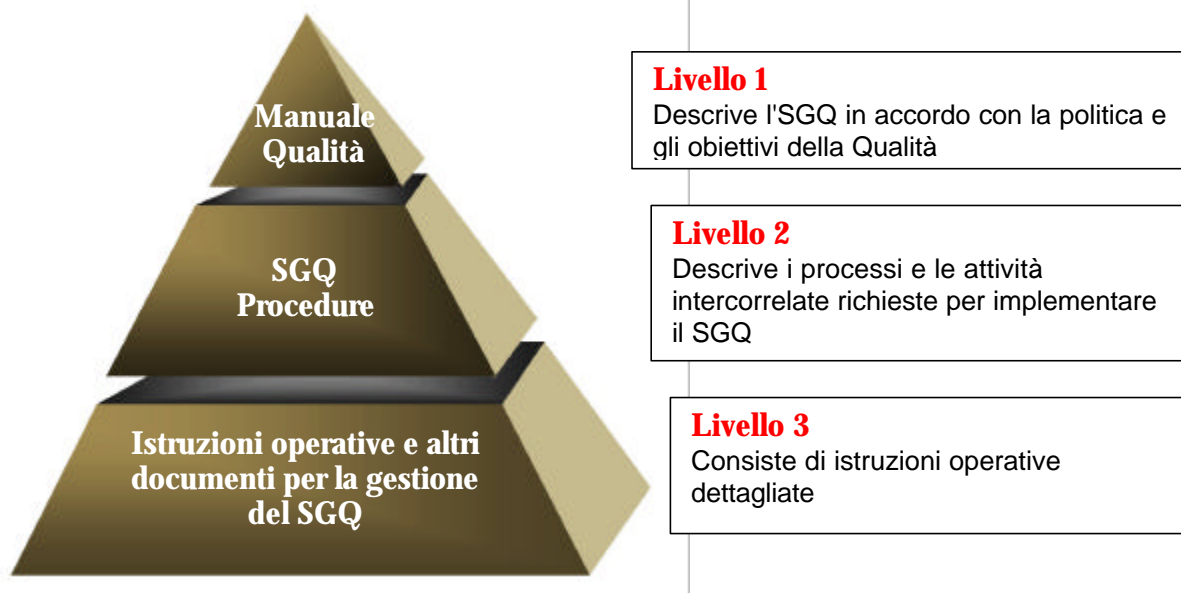 Manuale
Qualità
Livello 1
Descrive l'SGQ in accordo con la politica e
gli obiettivi della Qualità
SGQ
Procedure
Livello 2
Descrive i processi e le attività
intercorrelate richieste per implementare
il SGQ
Istruzioni operative e altri
documenti per la gestione
del SGQ
Livello 3
Consiste di istruzioni operative
dettagliate